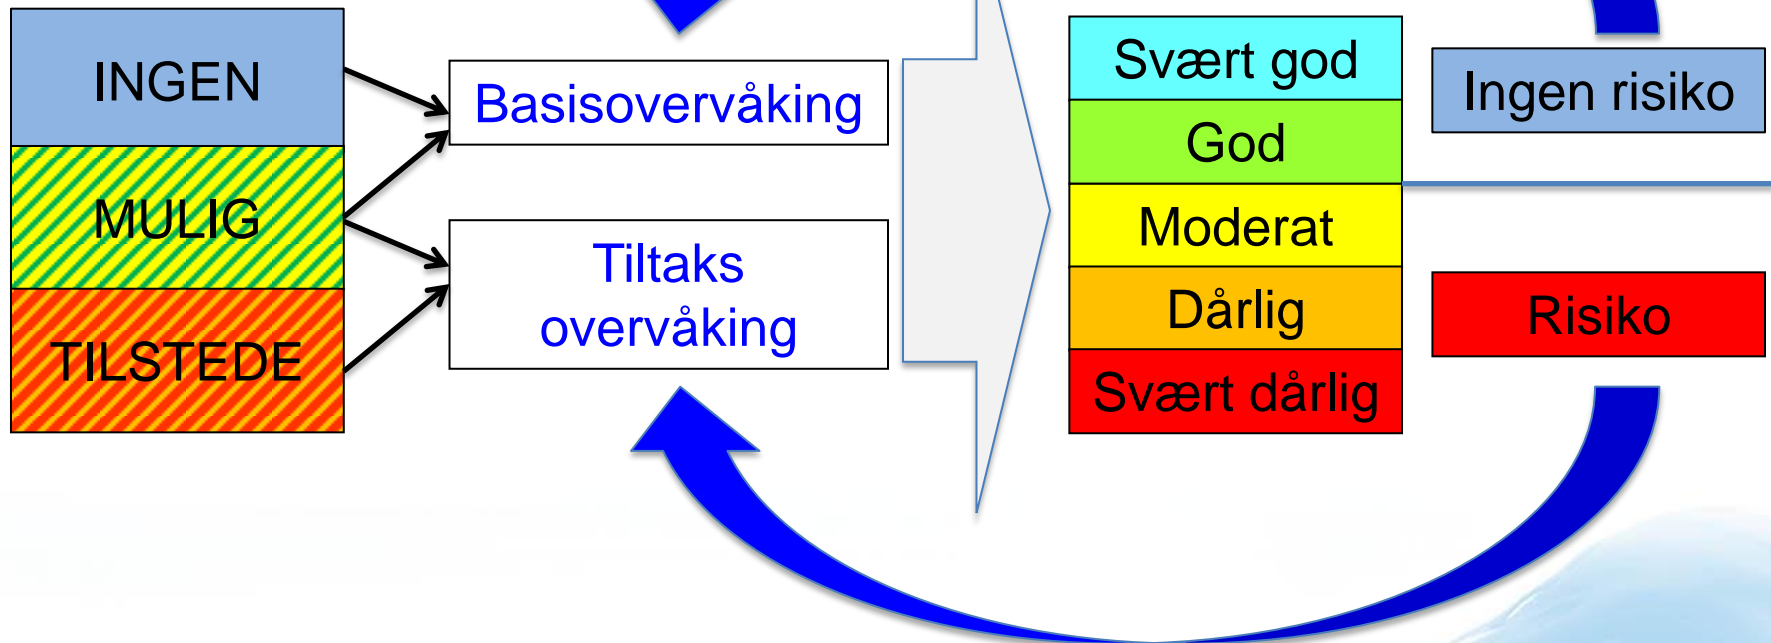 INGEN
MULIG
TILSTEDE
Basisovervåking
Tiltaks
overvåking
Svært god
God
Moderat
Dårlig
Svært dårlig
Ingen risiko
Risiko